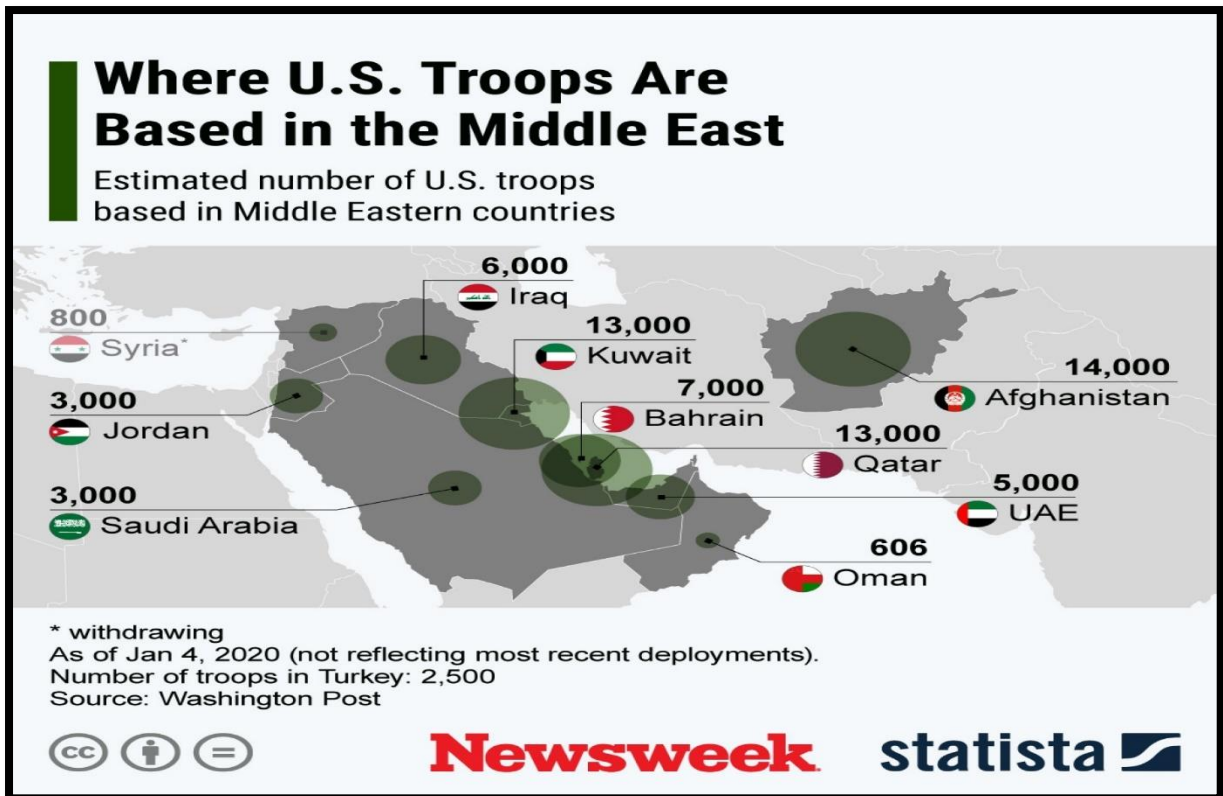 Where U.S. Troops Are
Based in the Middle East
Estimated number of U.S. troops
based in Middle Eastern countries
6,000
Iraq
800
Syria*
13,000
Kuwait
14,000
Afghanistan
7,000
Bahrain
3,000
Jordan
13,000
Qatar
3,000
Saudi Arabia
5,000
UAE
606
Oman
* withdrawing
As of Jan 4, 2020 (not reflecting most recent deployments).
Number of troops in Turkey: 2,500
Source: Washington Post
cc
Newsweek
statista